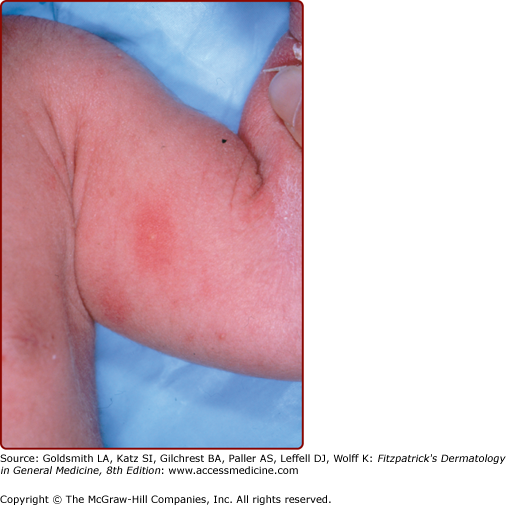 Source: Goldsmith LA, Katz SI, Gilchrest BA, Paller AS, Leffell DJ, Wolff K: Fitzpatrick's Dermatology
in General Medicine, 8th Edition: www.accessmedicine.com
Copyright © The McGraw-Hill Companies, Inc. All rights reserved.